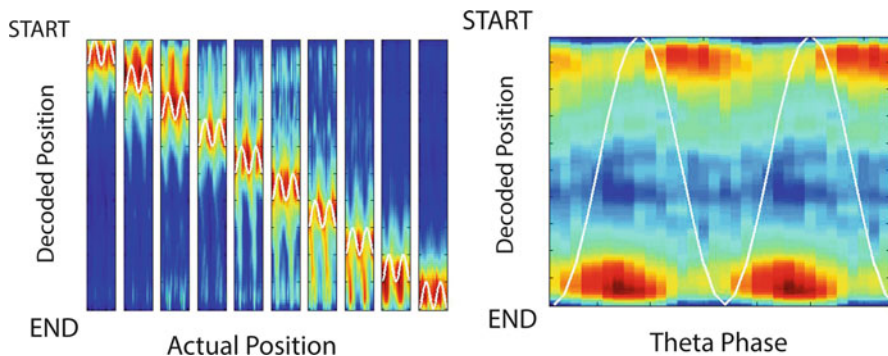 START
Decoded Position
END
Actual Position
START
Decoded Position
END
Theta Phase